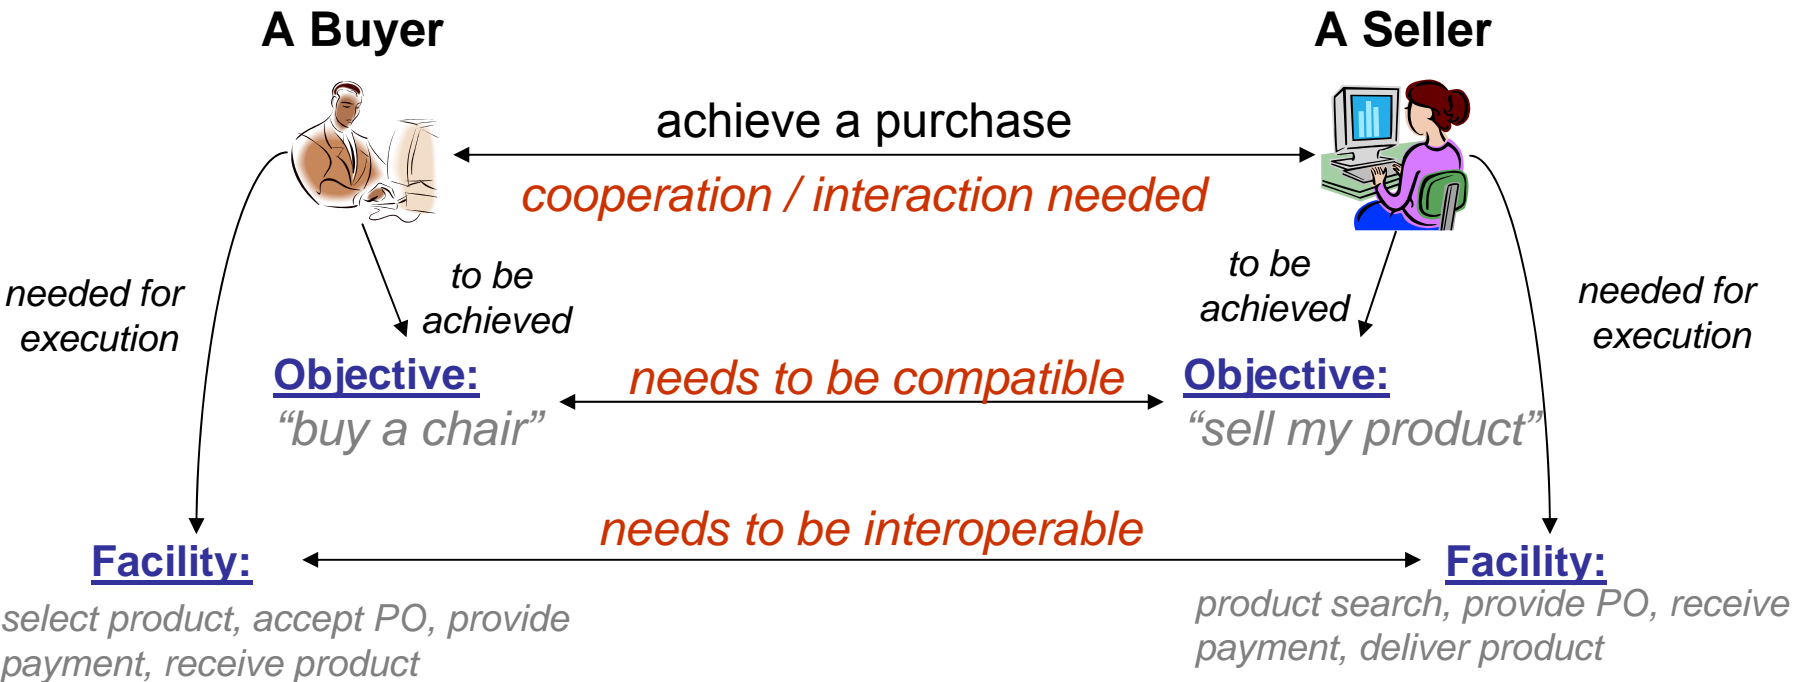 A Buyer
A Seller
achieve a purchase
cooperation / interaction needed
needed for
execution
to be
achieved
to be
achieved
needed for
execution
Objective:
“buy a chair”
needs to be compatible
Objective:
“sell my product”
needs to be interoperable
Facility:
select product, accept PO, provide
payment, receive product
Facility:
product search, provide PO, receive
payment, deliver product